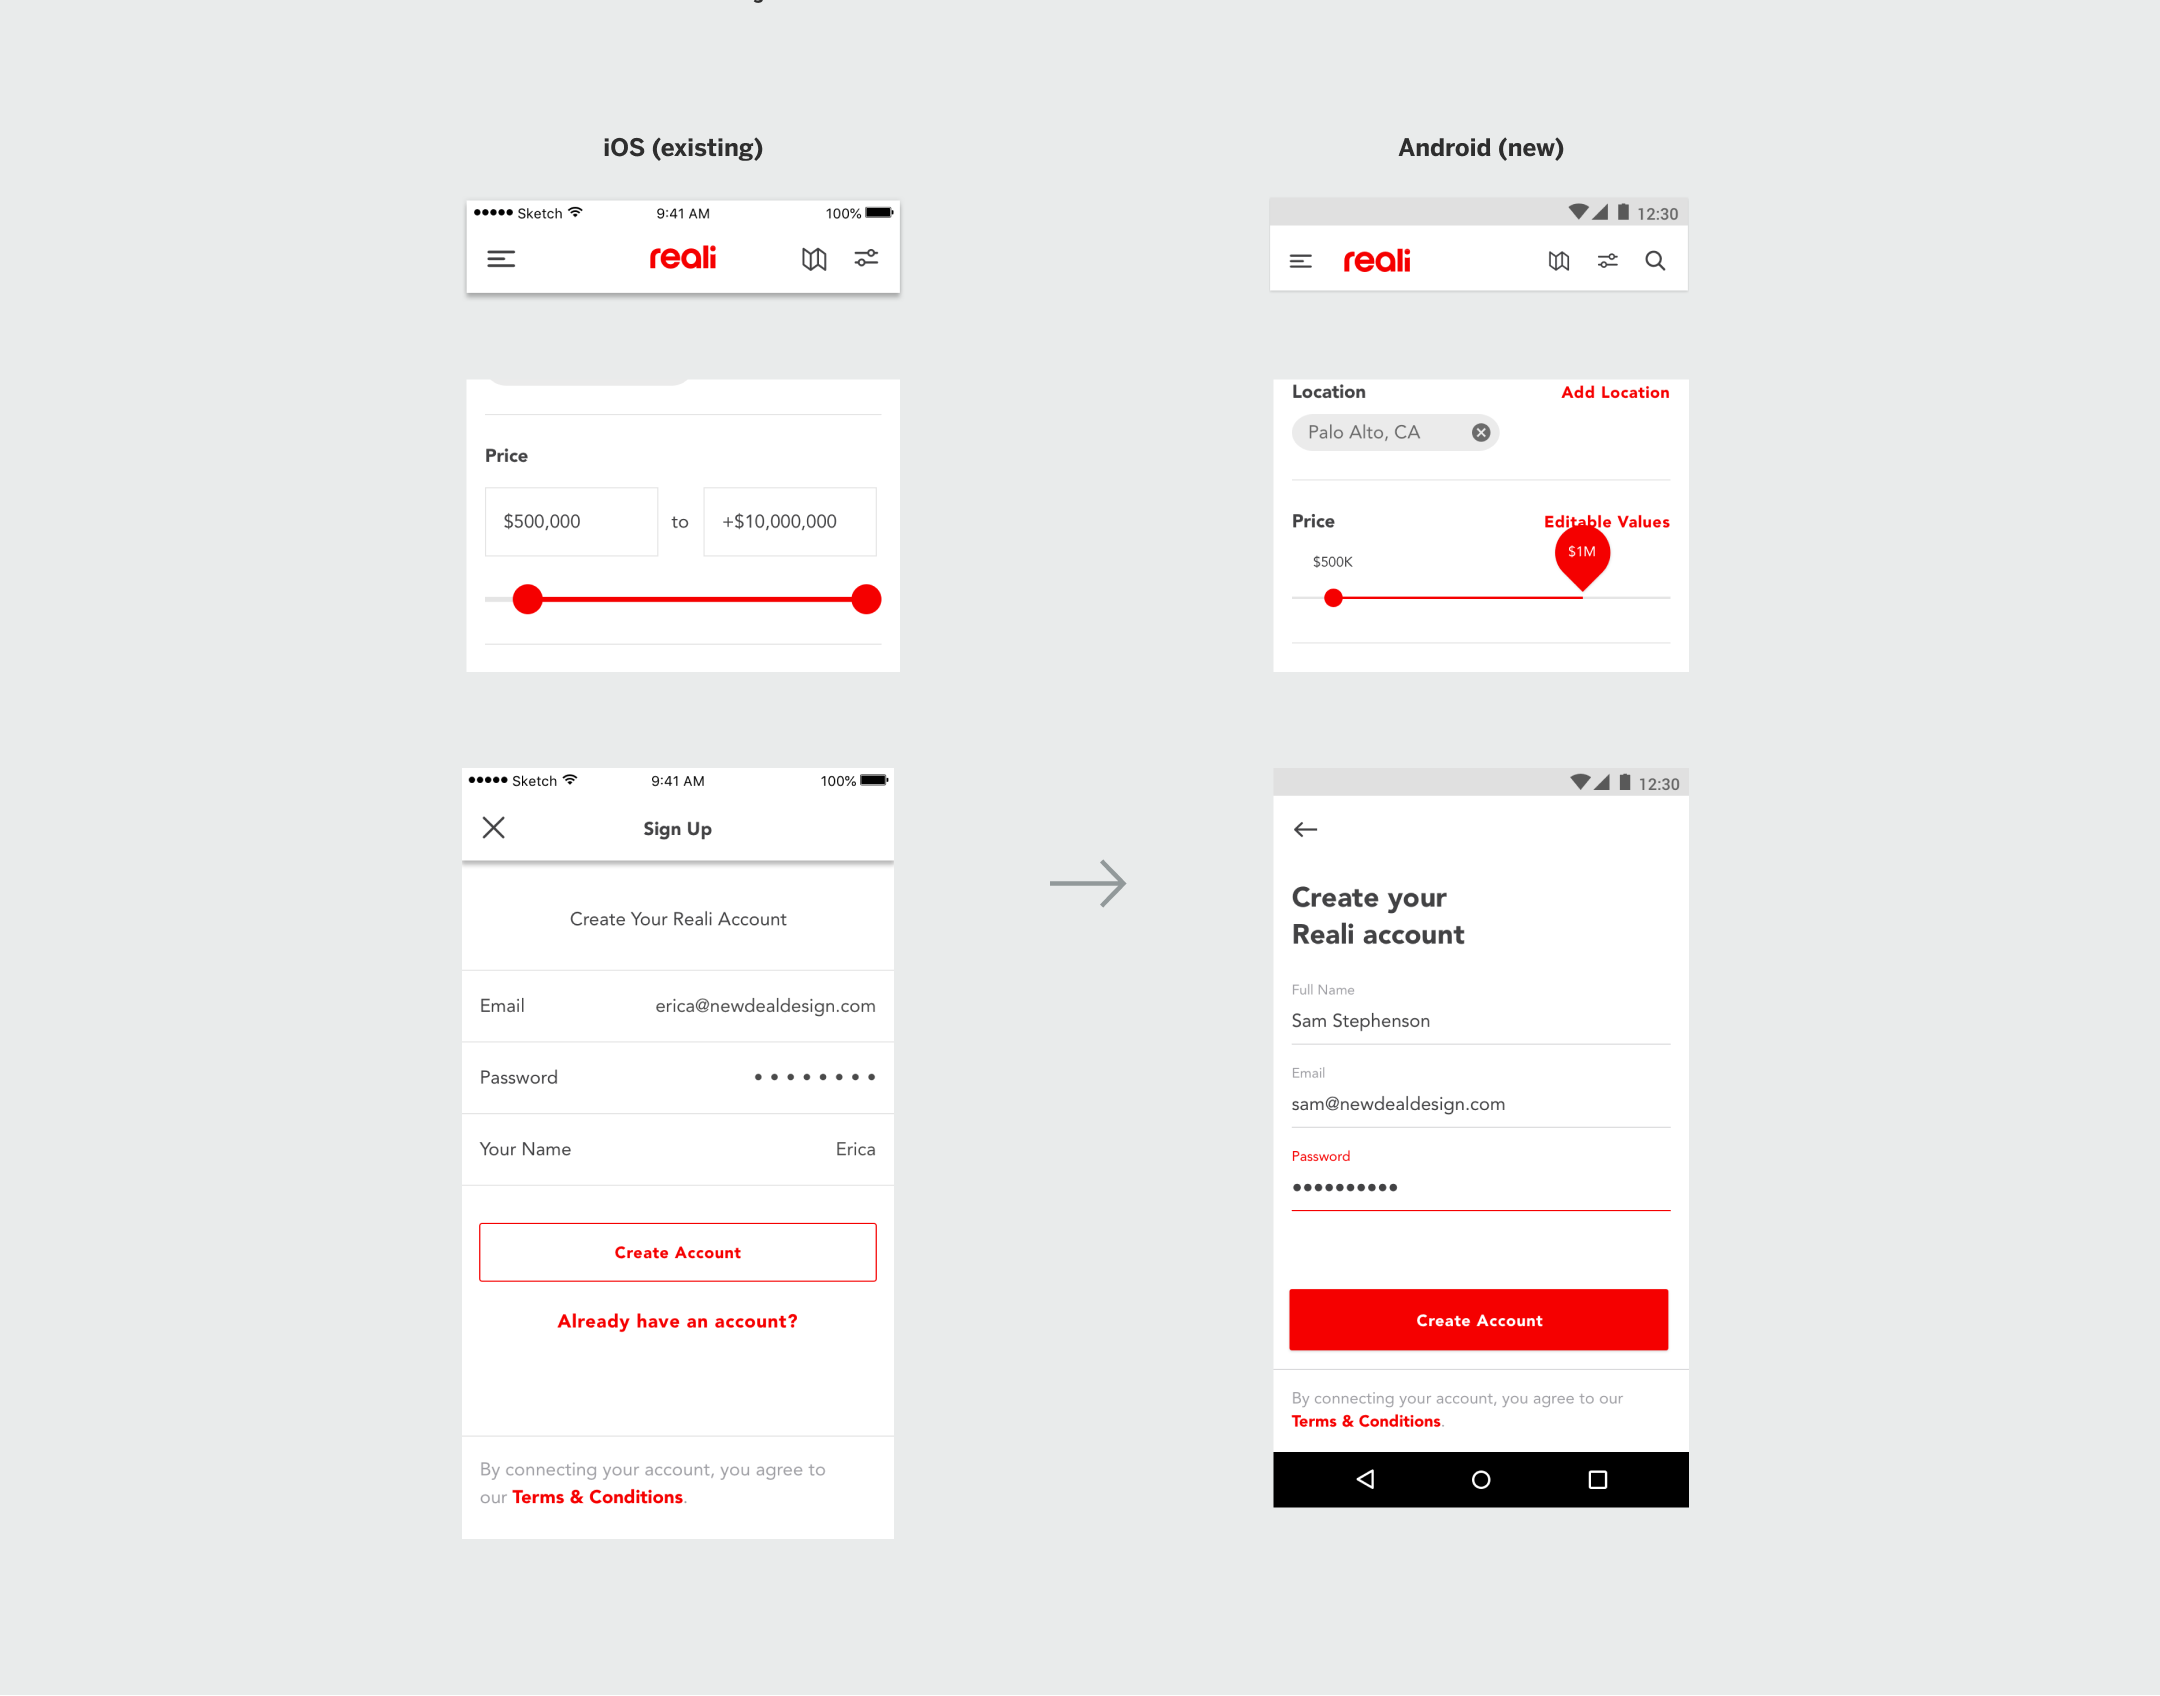 iOS (existing)
Sketch 9:41 AM 100%
reali
Price
$500,000 to +$10,000,000
Sketch 9:41 AM 100%
Sign Up
Create Your Reali Account
Email erica@newdealdesign.com
Password ••••••••
Your Name Erica
Create Account
Already have an account?
By connecting your account, you agree to
our Terms & Conditions.
Android (new)
12:30
reali
Location Add Location
Palo Alto, CA
Price Editable Values
$500K $1M
12:30
Create your
Reali account
Full Name
Sam Stephenson
Email
sam@newdealdesign.com
Password
••••••••••
Create Account
By connecting your account, you agree to our
Terms & Conditions.